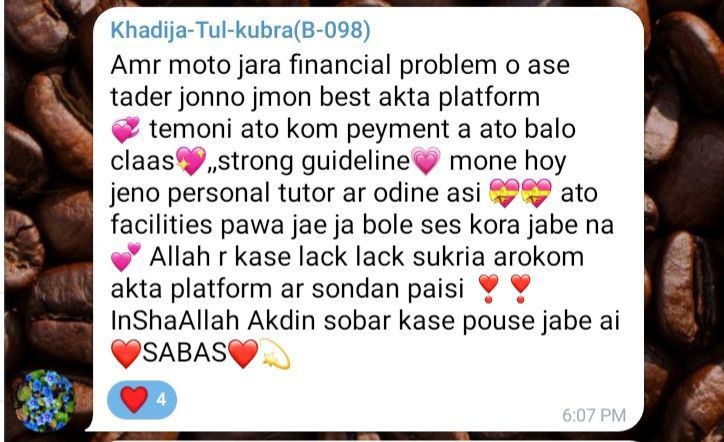 Khadija-Tul-kubra(B-098)
Amr moto jara financial problem o ase
tader jonno jmon best akta platform
💞 temoni ato kom peyment a ato balo
claas💖,,strong guideline💗 mone hoy
jeno personal tutor ar odine asi 💝💝 ato
facilities pawa jae ja bole ses kora jabe na
💕 Allah r kase lack lack sukria arokom
akta platform ar sondan paisi ❣️ ❣️
InShaAllah Akdin sobar kase pouse jabe ai
❤️SABAS❤️💫
❤️ 4
6:07 PM